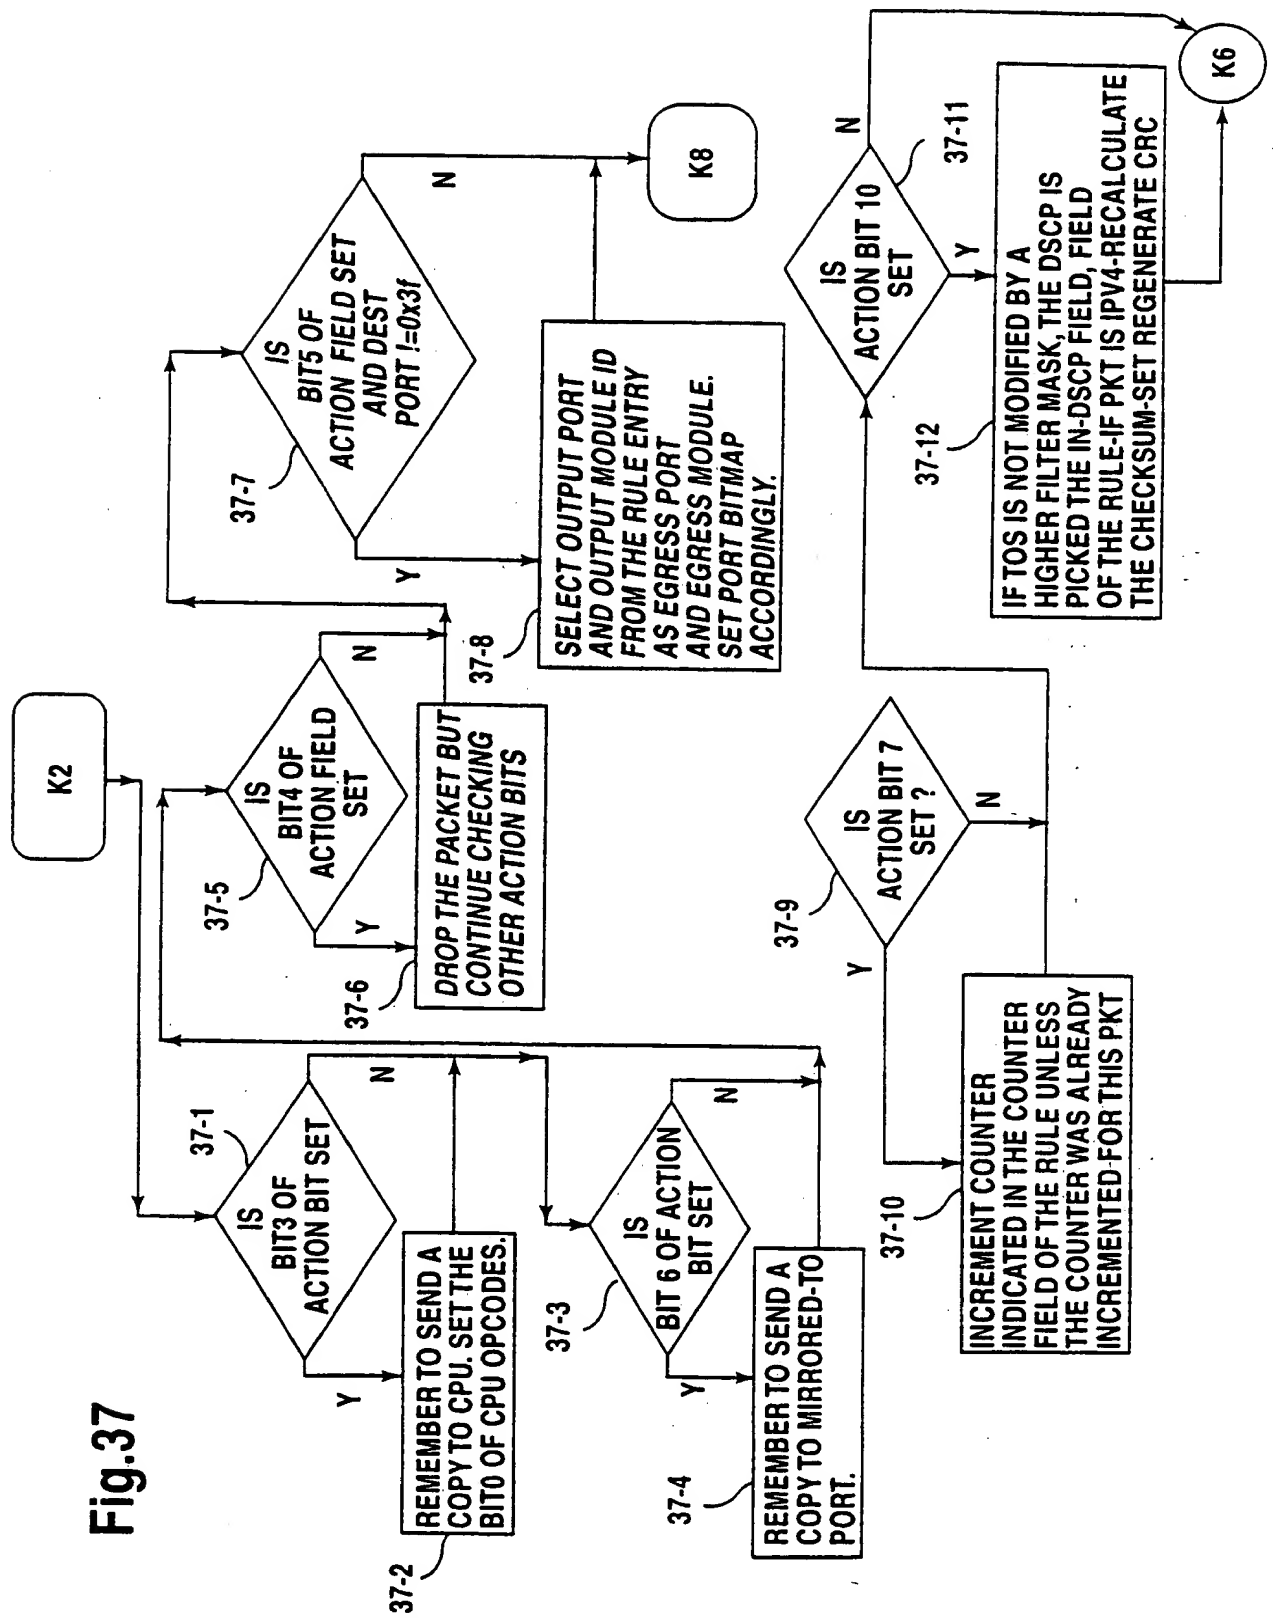 Fig.37
K2
37-1
IS
BIT3 OF
ACTION BIT SET
Y
N
37-2
REMEMBER TO SEND A
COPY TO CPU. SET THE
BIT0 OF CPU OPCODES.
37-3
IS
BIT 6 OF ACTION
BIT SET
Y
N
37-4
REMEMBER TO SEND A
COPY TO MIRRORED-TO
PORT.
37-5
IS
BIT4 OF
ACTION FIELD
SET
Y
N
37-6
DROP THE PACKET BUT
CONTINUE CHECKING
OTHER ACTION BITS
37-7
IS
BIT5 OF
ACTION FIELD SET
AND DEST
PORT !=0x3f
Y
N
37-8
SELECT OUTPUT PORT
AND OUTPUT MODULE ID
FROM THE RULE ENTRY
AS EGRESS PORT
AND EGRESS MODULE.
SET PORT BITMAP
ACCORDINGLY.
K8
37-9
IS
ACTION BIT 7
SET ?
Y
N
37-10
INCREMENT COUNTER
INDICATED IN THE COUNTER
FIELD OF THE RULE UNLESS
THE COUNTER WAS ALREADY
INCREMENTED FOR THIS PKT
37-11
IS
ACTION BIT 10
SET
N
Y
37-12
IF TOS IS NOT MODIFIED BY A
HIGHER FILTER MASK, THE DSCP IS
PICKED THE IN-DSCP FIELD, FIELD
OF THE RULE-IF PKT IS IPV4-RECALCULATE
THE CHECKSUM-SET REGENERATE CRC
K6